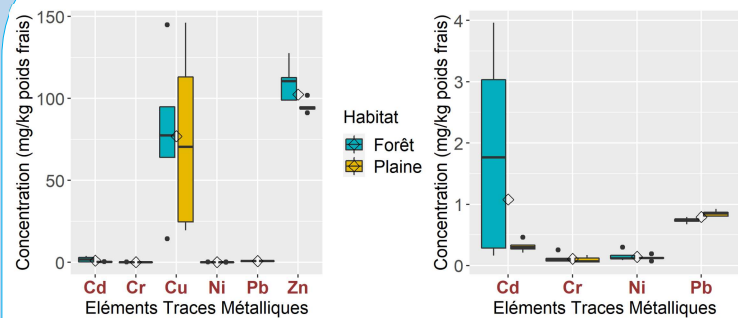 Concentration (mg/kg poids frais)
150
100
50
0
Cd Cr Cu Ni Pb Zn
Eléments Traces Métalliques
Habitat
Forêt
Plaine
Concentration (mg/kg poids frais)
4
3
2
1
0
Cd Cr Ni Pb
Eléments Traces Métalliques